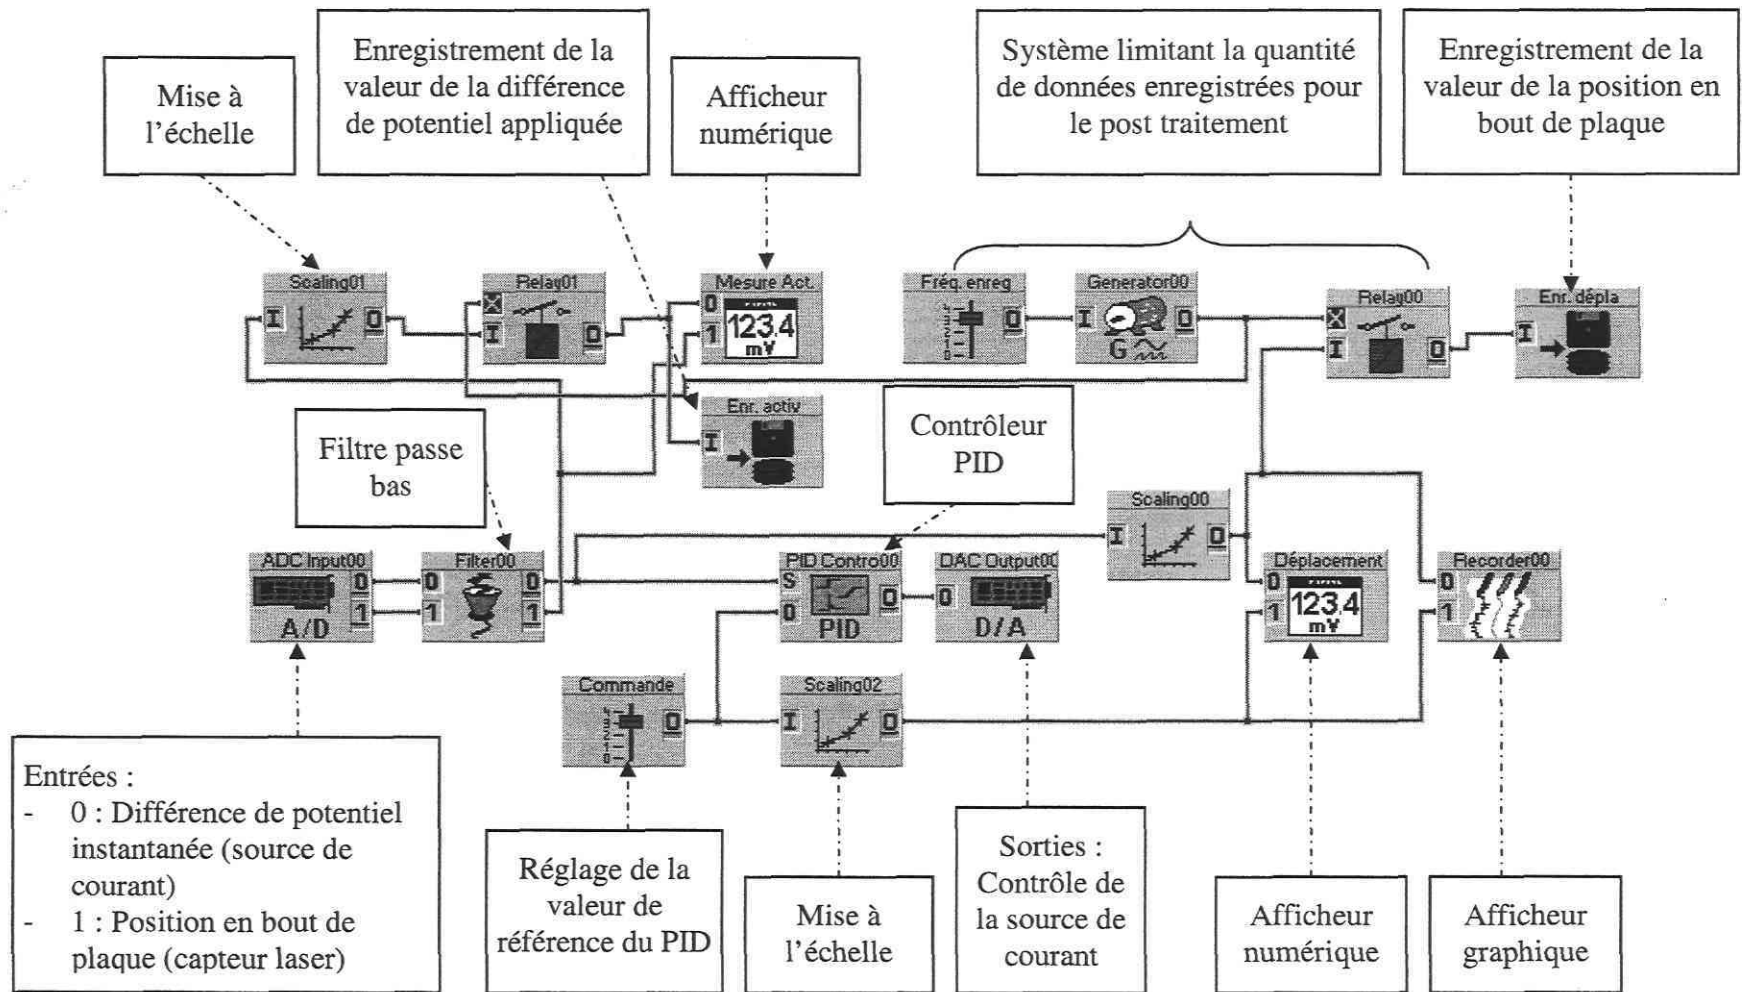 Mise à
l'échelle
Enregistrement de la
valeur de la différence
de potentiel appliquée
Afficheur
numérique
Système limitant la quantité
de données enregistrées pour
le post traitement
Enregistrement de la
valeur de la position en
bout de plaque
Scaling01
I
O
Relay01
X
I
O
Mesure Act.
0
1
123.4
mV
Fréq. enreg
O
Generator00
I
O
G
Relay00
X
I
O
Enr. dépla
I
Enr. activ
I
Filtre passe
bas
Contrôleur
PID
Scaling00
I
O
ADC Input00
0
1
A/D
Filter00
0
1
0
1
PID Contro00
S
0
O
PID
DAC Output00
0
D/A
Déplacement
0
1
123.4
mV
Recorder00
0
1
Commande
O
Scaling02
I
O
Entrées :
- 0 : Différence de potentiel
instantanée (source de
courant)
- 1 : Position en bout de
plaque (capteur laser)
Réglage de la
valeur de
référence du PID
Mise à
l'échelle
Sorties :
Contrôle de
la source de
courant
Afficheur
numérique
Afficheur
graphique